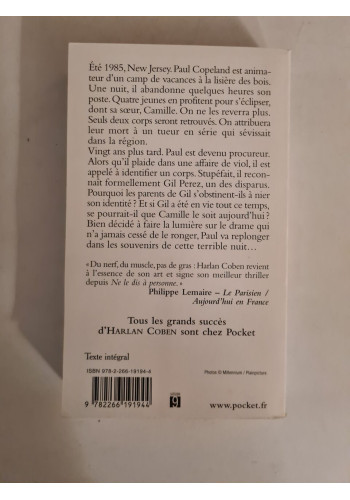 Été 1985, New Jersey. Paul Copeland est anima-
teur d'un camp de vacances à la lisière des bois.
Une nuit, il abandonne quelques heures son
poste. Quatre jeunes en profitent pour s'éclipser,
dont sa sœur, Camille. On ne les reverra plus.
Seuls deux corps seront retrouvés. On attribuera
leur mort à un tueur en série qui sévissait
dans la région.
Vingt ans plus tard. Paul est devenu procureur.
Alors qu'il plaide dans une affaire de viol, il est
appelé à identifier un corps. Stupéfait, il recon-
naît formellement Gil Perez, un des disparus.
Pourquoi les parents de Gil s'obstinent-ils à nier
son identité ? Et si Gil a été en vie tout ce temps,
se pourrait-il que Camille le soit aujourd'hui ?
Bien décidé à faire la lumière sur le drame qui
n'a jamais cessé de le ronger, Paul va replonger
dans les souvenirs de cette terrible nuit…
« Du nerf, du muscle, pas de gras : Harlan Coben revient
à l'essence de son art et signe son meilleur thriller
depuis Ne le dis à personne. »
Philippe Lemaire – Le Parisien /
Aujourd'hui en France
Tous les grands succès
d'HARLAN COBEN sont chez Pocket
Texte intégral
ISBN 978-2-266-19194-4
9 782266 191944
www.pocket.fr